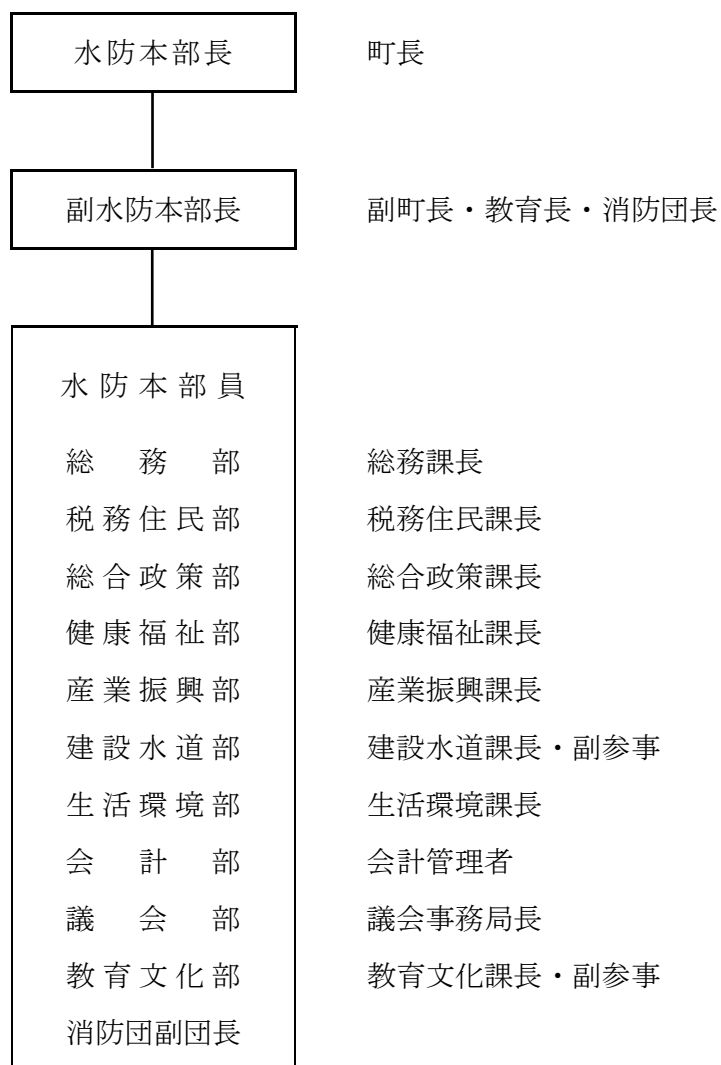 水防本部長 町長
副水防本部長 副町長・教育長・消防団長
水防本部員
総務部 総務課長
税務住民部 税務住民課長
総合政策部 総合政策課長
健康福祉部 健康福祉課長
産業振興部 産業振興課長
建設水道部 建設水道課長・副参事
生活環境部 生活環境課長
会計部 会計管理者
議会部 議会事務局長
教育文化部 教育文化課長・副参事
消防団副団長